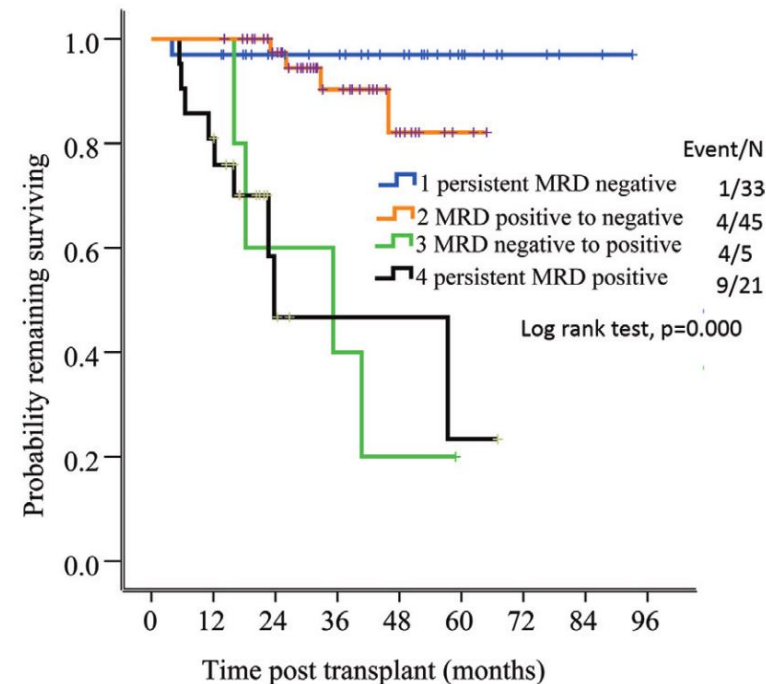 Probability remaining surviving
1.0
0.8
0.6
0.4
0.2
0.0
Event/N
1 persistent MRD negative 1/33
2 MRD positive to negative 4/45
3 MRD negative to positive 4/5
4 persistent MRD positive 9/21
Log rank test, p=0.000
0 12 24 36 48 60 72 84 96
Time post transplant (months)